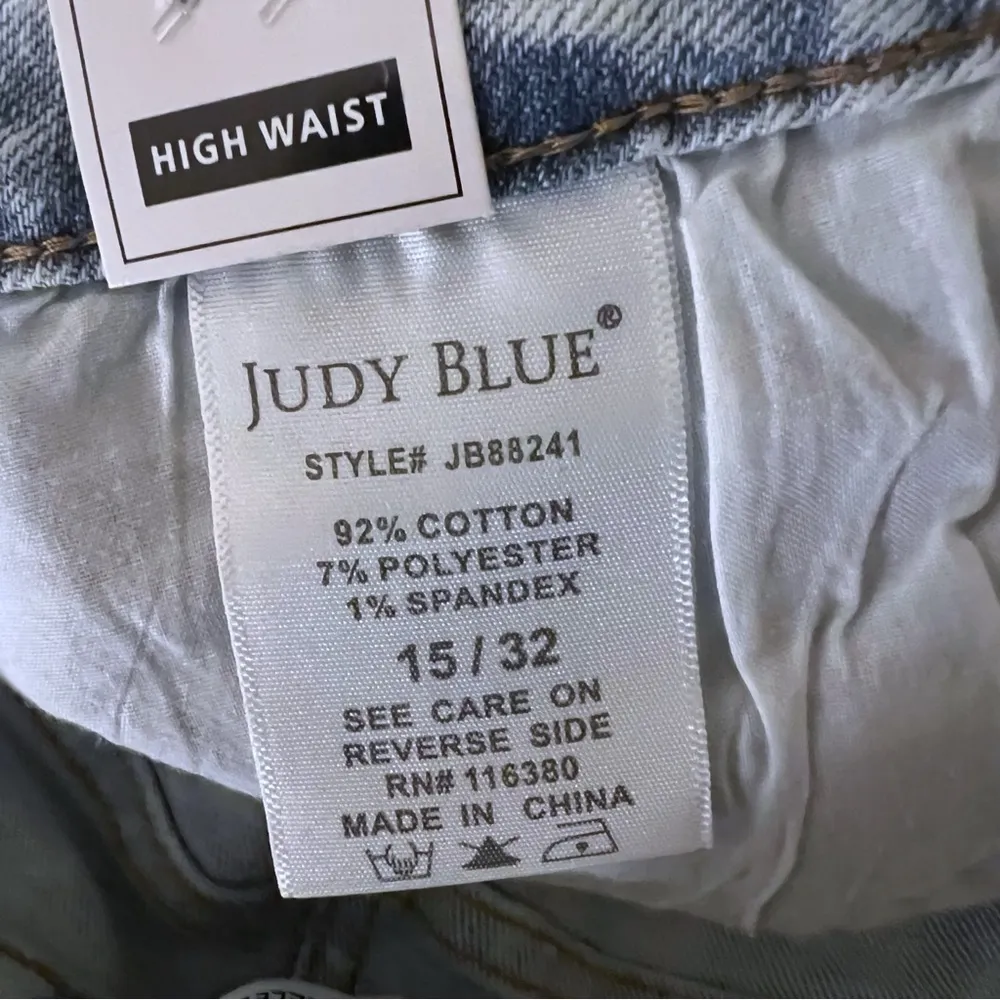 HIGH WAIST
JUDY BLUE®
STYLE# JB88241
92% COTTON
7% POLYESTER
1% SPANDEX
15 / 32
SEE CARE ON
REVERSE SIDE
RN# 116380
MADE IN CHINA